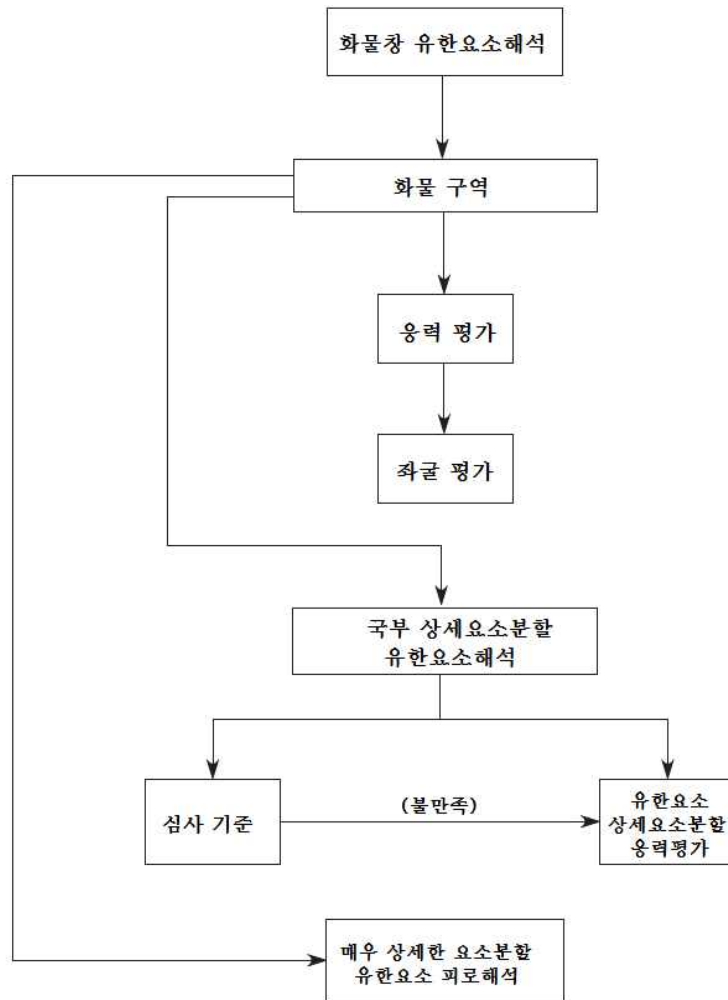 화물창 유한요소해석
화물 구역
응력 평가
좌굴 평가
국부 상세요소분할
유한요소해석
심사 기준
(불만족)
유한요소
상세요소분할
응력평가
매우 상세한 요소분할
유한요소 피로해석